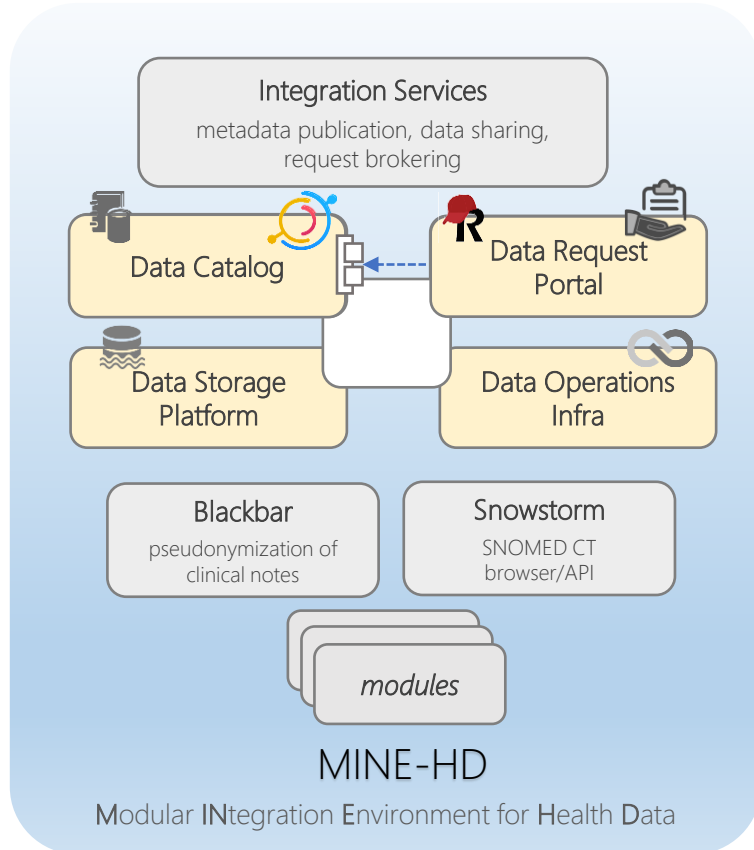 Integration Services
metadata publication, data sharing,
request brokering
R
Data Catalog
Data Request
Portal
Data Storage
Platform
Data Operations
Infra
Blackbar
pseudonymization of
clinical notes
Snowstorm
SNOMED CT
browser/API
modules
MINE-HD
Modular INtegration Environment for Health Data